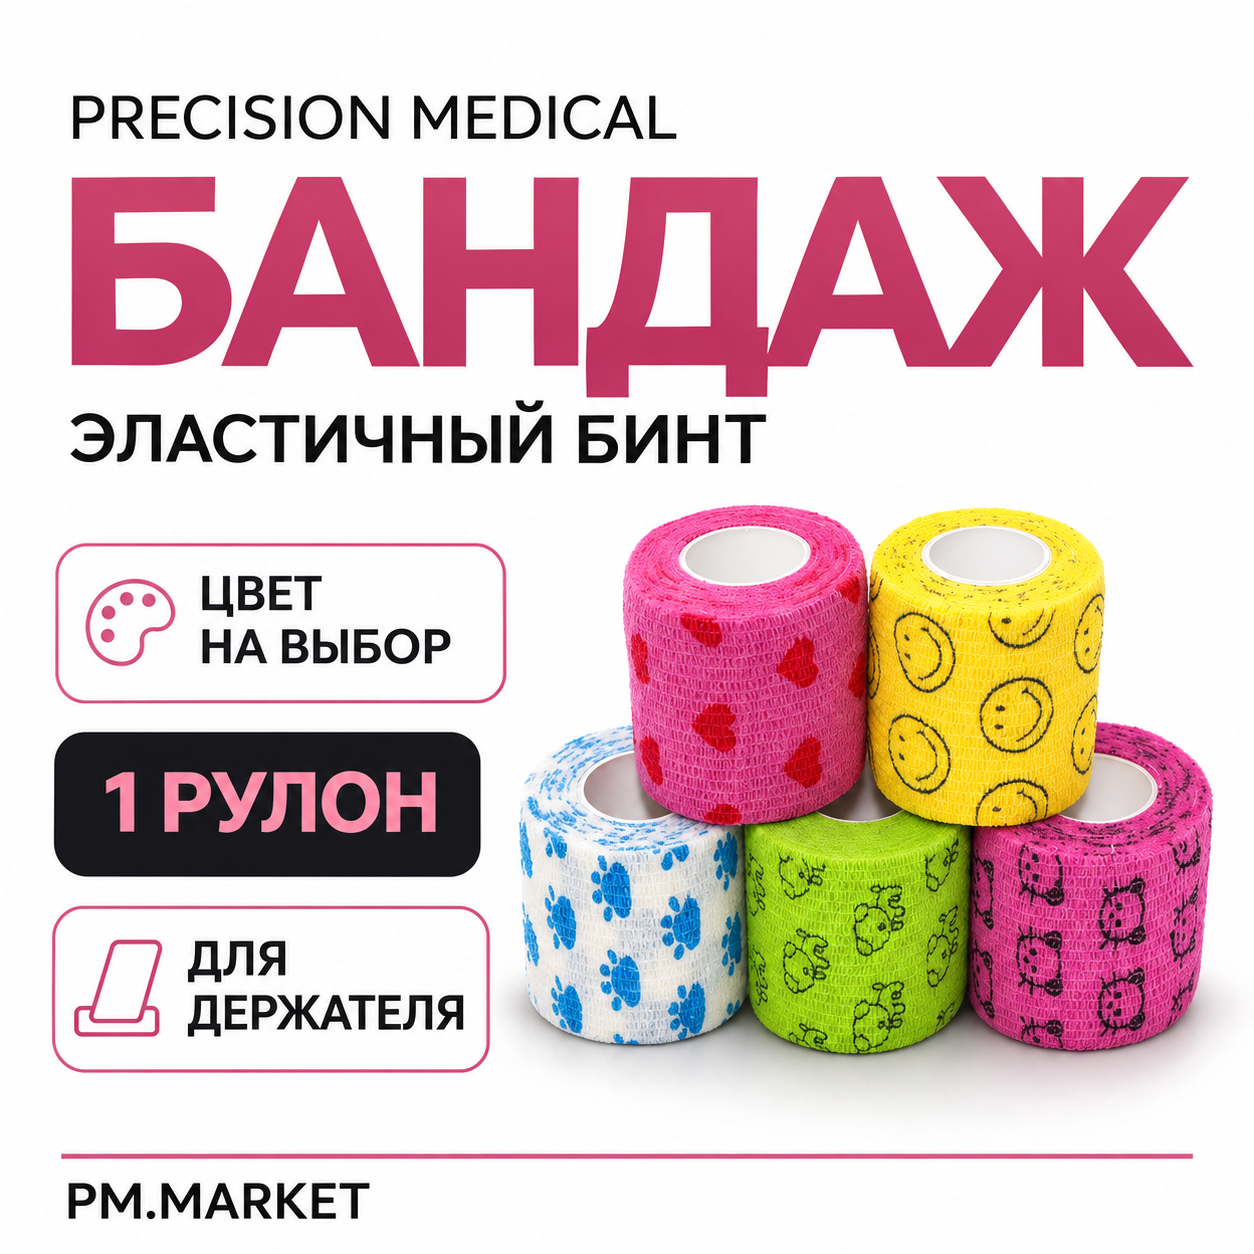 PRECISION MEDICAL
БАНДАЖ
ЭЛАСТИЧНЫЙ БИНТ
ЦВЕТ
НА ВЫБОР
1 РУЛОН
ДЛЯ
ДЕРЖАТЕЛЯ
PM.MARKET